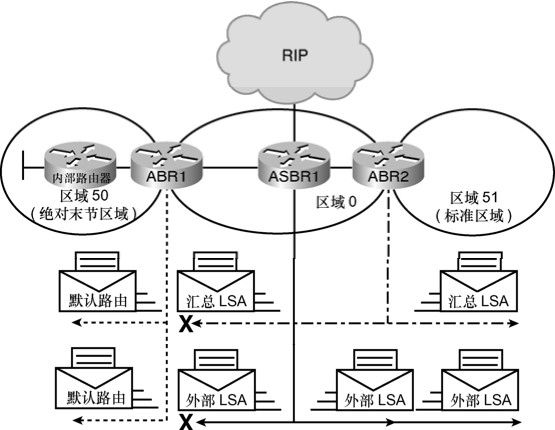 RIP
内部路由器
ABR1
ASBR1
ABR2
区域 50
(绝对末节区域)
区域 0
区域 51
(标准区域)
默认路由
汇总 LSA
汇总 LSA
X
默认路由
外部 LSA
外部 LSA
外部 LSA
X